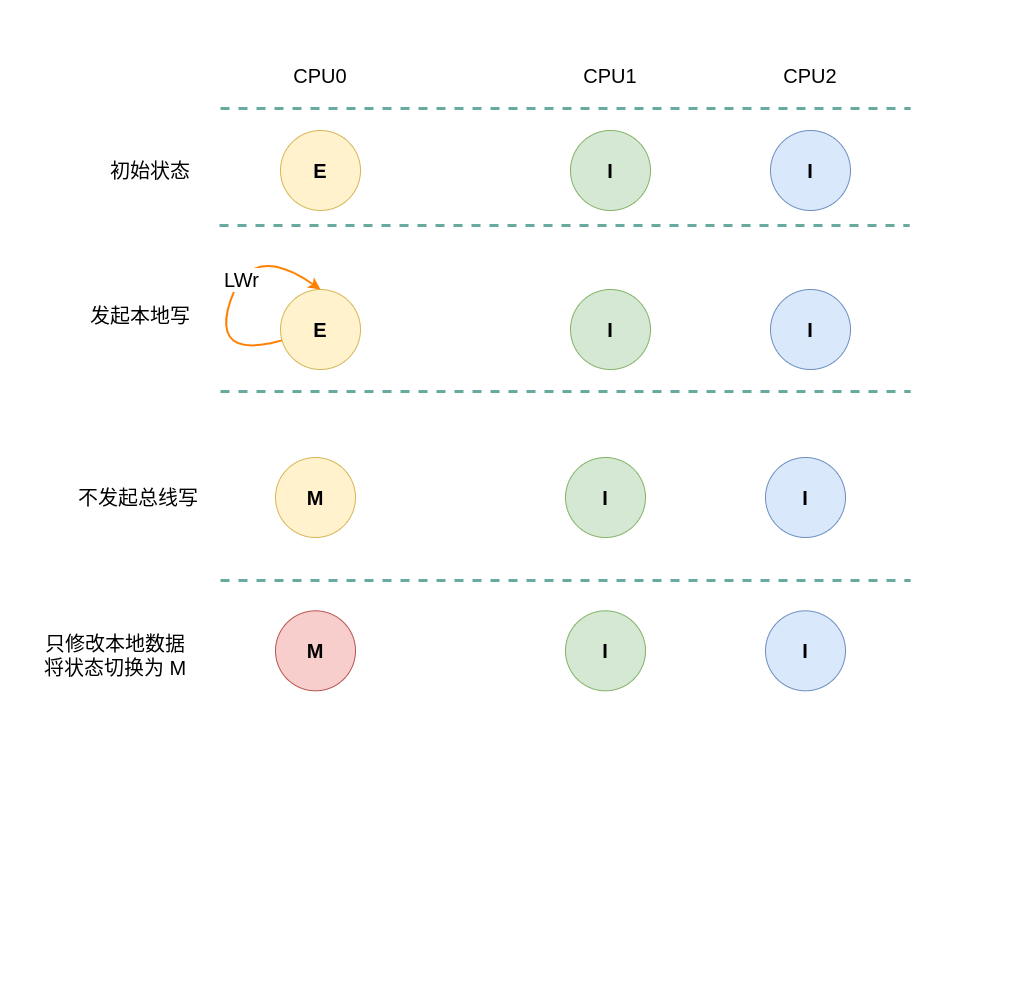 CPU0 CPU1 CPU2
初始状态 E I I
LWr
发起本地写 E I I
不发起总线写 M I I
只修改本地数据
将状态切换为 M M I I